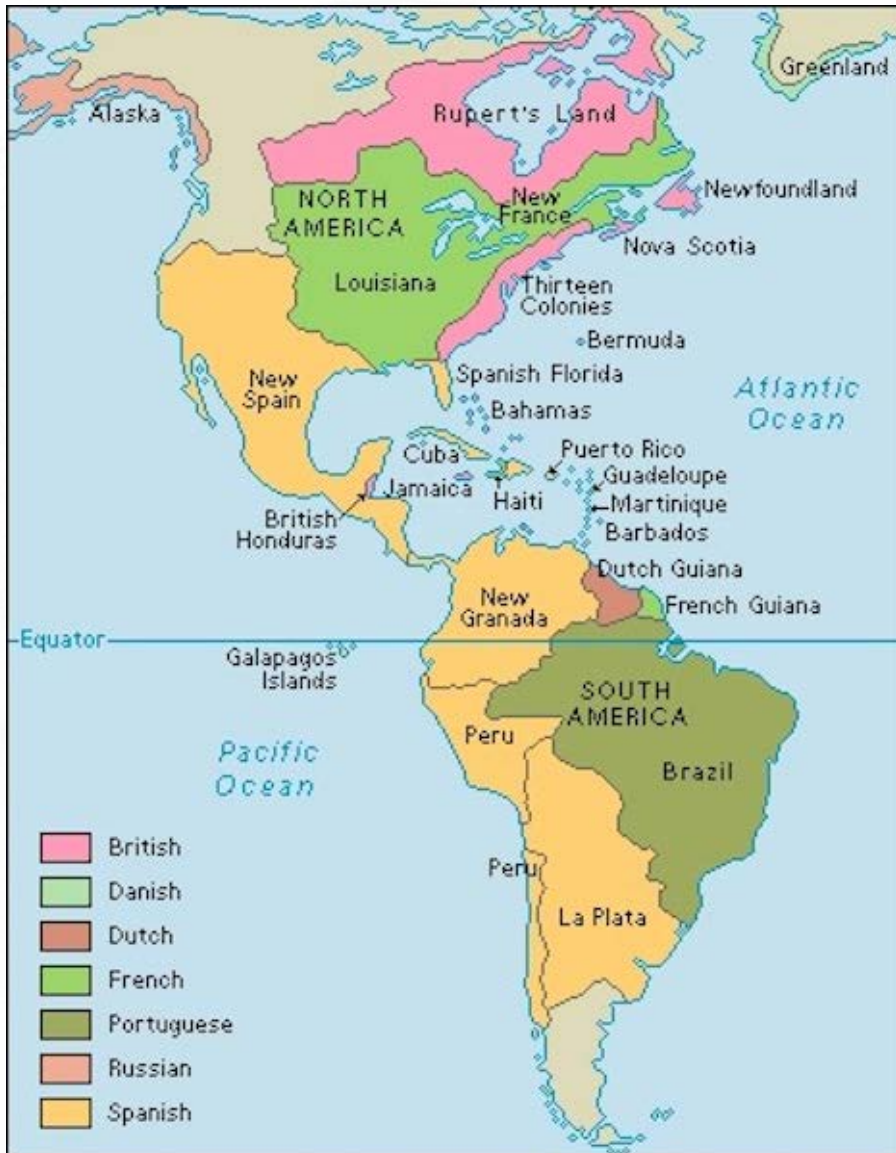 Greenland
Alaska
Rupert's Land
NORTH
AMERICA
New
France
Newfoundland
Nova Scotia
Louisiana
Thirteen
Colonies
Bermuda
New
Spain
Spanish Florida
Atlantic
Ocean
Bahamas
Cuba
Puerto Rico
Guadeloupe
Jamaica
Haiti
Martinique
British
Honduras
Barbados
Dutch Guiana
New
Granada
French Guiana
Equator
Galapagos
Islands
SOUTH
AMERICA
Peru
Pacific
Ocean
Brazil
British
Peru
Danish
La Plata
Dutch
French
Portuguese
Russian
Spanish